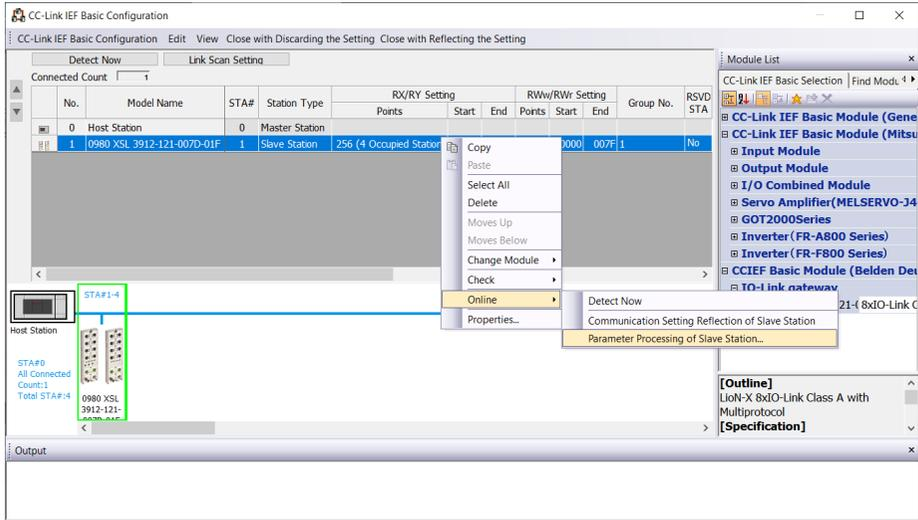 CC-Link IEF Basic Configuration
CC-Link IEF Basic Configuration Edit View Close with Discarding the Setting Close with Reflecting the Setting
Detect Now Link Scan Setting
Connected Count 1
No. Model Name STA# Station Type RX/RY Setting RWw/RWr Setting Group No. RSVD STA
Points Start End Points Start End
0 Host Station 0 Master Station
1 0980 XSL 3912-121-007D-01F 1 Slave Station 256 (4 Occupied Station 0000 007F 1 No
Copy
Paste
Select All
Delete
Moves Up
Moves Below
Change Module
Check
Online
Properties...
Detect Now
Communication Setting Reflection of Slave Station
Parameter Processing of Slave Station...
STA#1-4
Host Station
STA#0
All Connected
Count:1
Total STA#:4
0980 XSL
3912-121-
Module List
CC-Link IEF Basic Selection Find Modu
CC-Link IEF Basic Module (Gene
CC-Link IEF Basic Module (Mitsu
Input Module
Output Module
I/O Combined Module
Servo Amplifier(MELSERVO-J4
GOT2000Series
Inverter(FR-A800 Series)
Inverter(FR-F800 Series)
CCIEF Basic Module (Belden Deu
IO-Link gateway
21-( 8xIO-Link C
[Outline]
LioN-X 8xIO-Link Class A with
Multiprotocol
[Specification]
Output